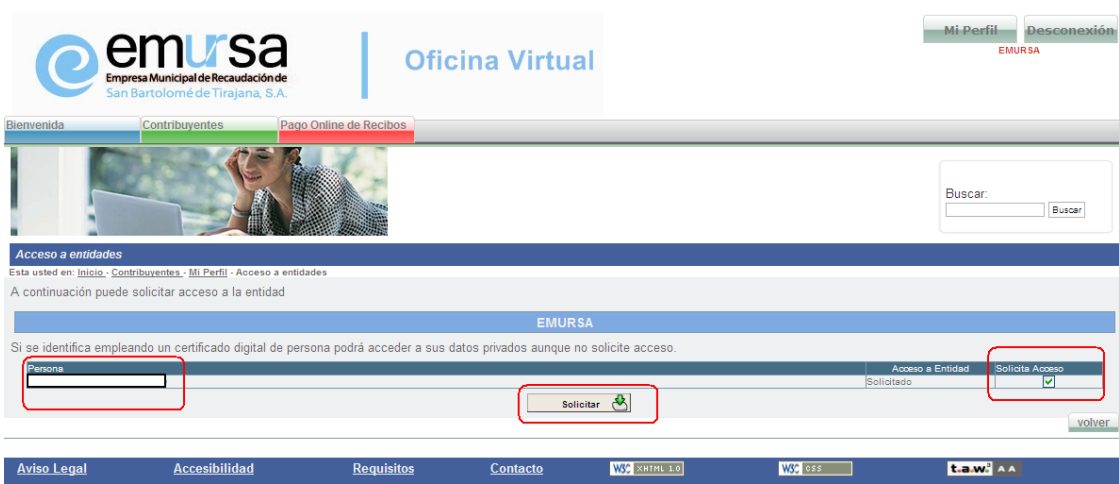 emursa
Empresa Municipal de Recaudación de
San Bartolomé de Tirajana, S.A.
Oficina Virtual
Mi Perfil Desconexión
EMURSA
Bienvenida Contribuyentes Pago Online de Recibos
Buscar:
Buscar
Acceso a entidades
Esta usted en: Inicio - Contribuyentes - Mi Perfil - Acceso a entidades
A continuación puede solicitar acceso a la entidad
EMURSA
Si se identifica empleando un certificado digital de persona podrá acceder a sus datos privados aunque no solicite acceso.
Persona Acceso a Entidad Solicita Acceso
Solicitado
Solicitar
volver
Aviso Legal Accesibilidad Requisitos Contacto W3C XHTML 1.0 W3C CSS t.a.w.3 A A